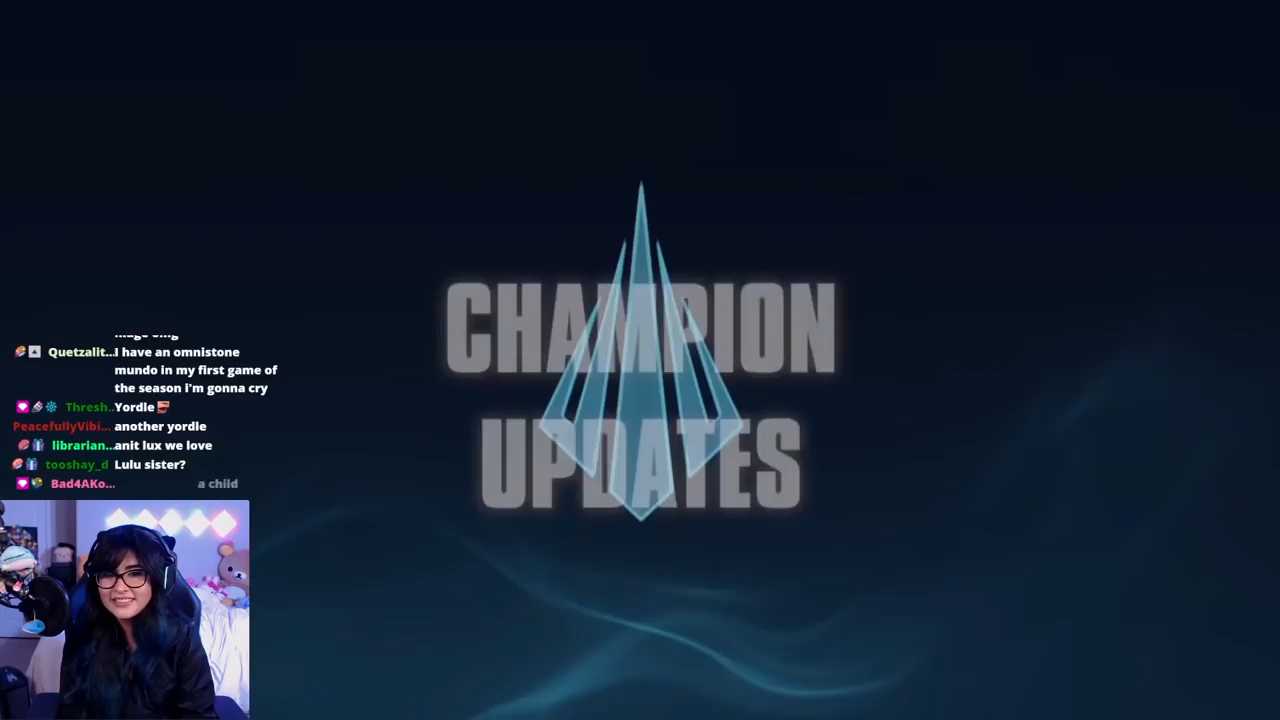 CHAMPION
UPDATES
Quetzalit... I have an omnistone
mundo in my first game of
the season i'm gonna cry
Thresh.. Yordle
PeacefullyVibi... another yordle
librarian... anit lux we love
tooshay_d Lulu sister?
Bad4AKo... a child